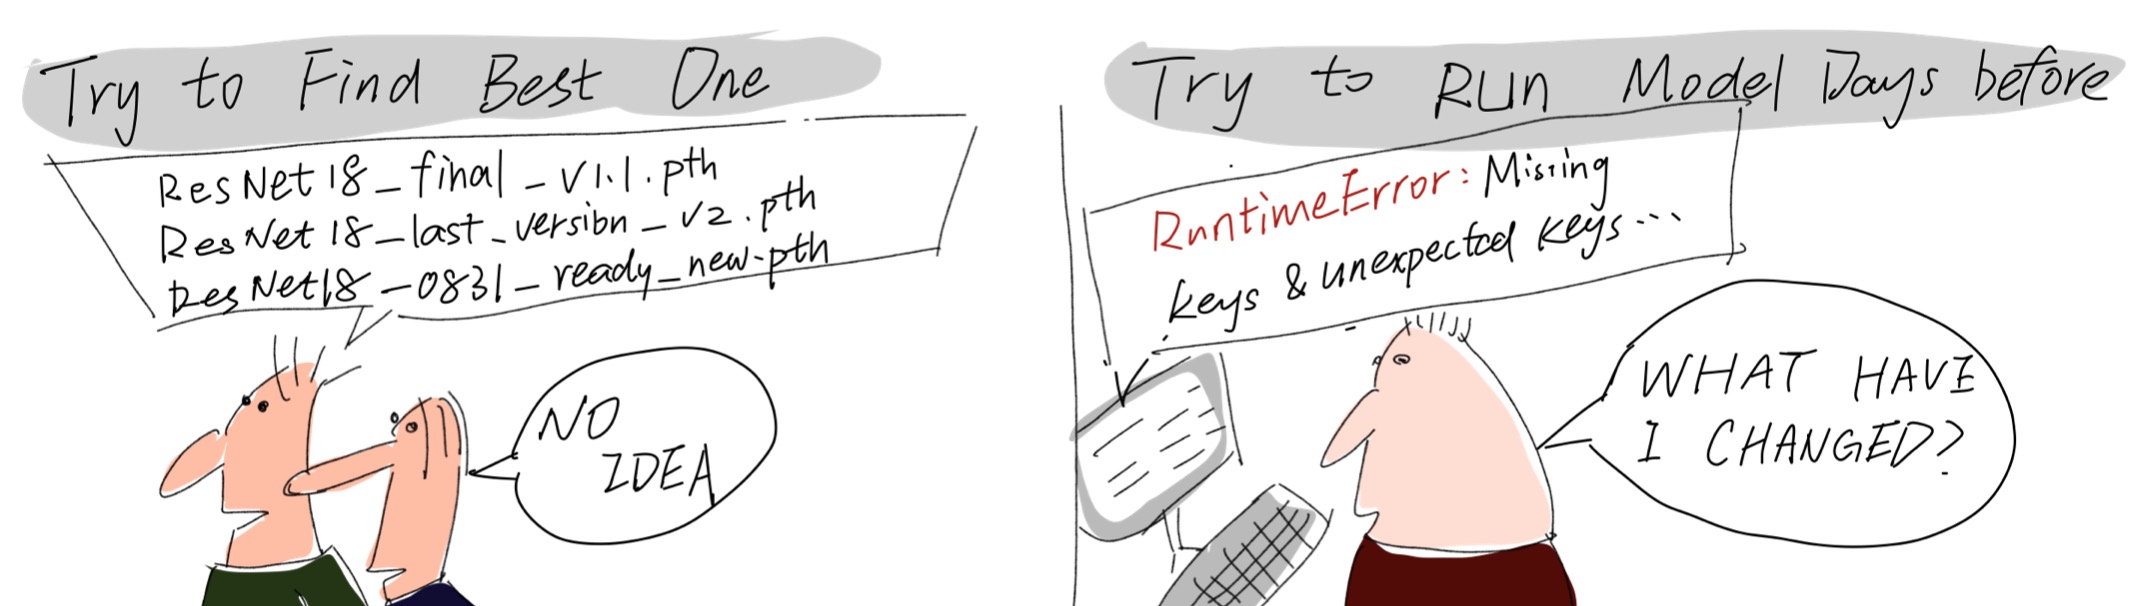 Try to Find Best One
ResNet18_final_v1.1.pth
ResNet18_last_version_v2.pth
ResNet18_0831_ready_new.pth
NO
IDEA
Try to RUN Model Days before
RuntimeError: Missing
keys & unexpected keys...
WHAT HAVE
I CHANGED?